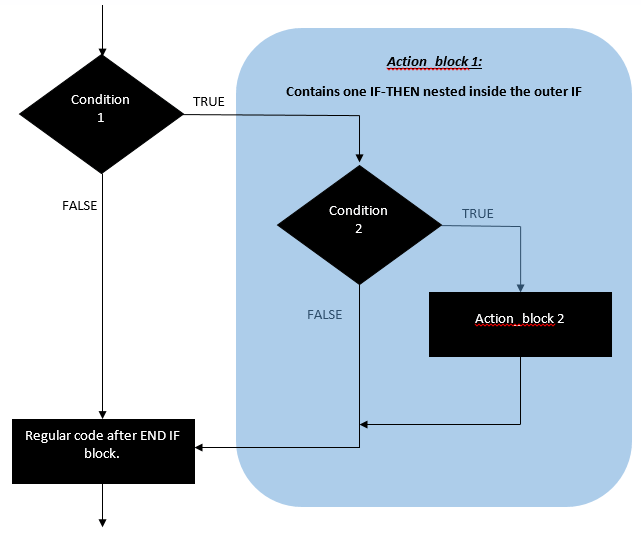 Action_block 1:
Contains one IF-THEN nested inside the outer IF
Condition
1
TRUE
FALSE
Condition
2
TRUE
FALSE
Action_block 2
Regular code after END IF
block.